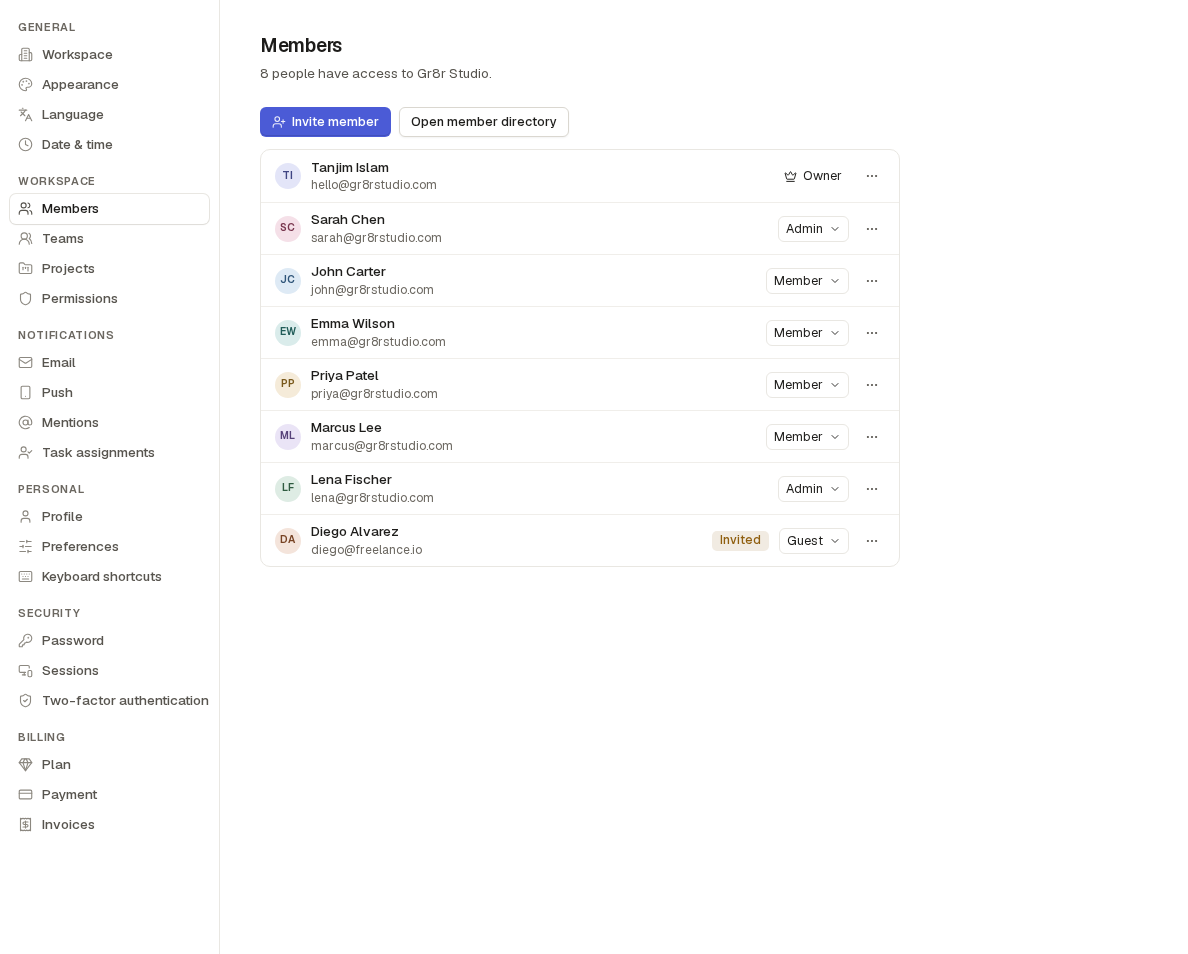 GENERAL
Workspace
Appearance
Language
Date & time
WORKSPACE
Members
Teams
Projects
Permissions
NOTIFICATIONS
Email
Push
Mentions
Task assignments
PERSONAL
Profile
Preferences
Keyboard shortcuts
SECURITY
Password
Sessions
Two-factor authentication
BILLING
Plan
Payment
Invoices
Members
8 people have access to Gr8r Studio.
Invite member Open member directory
TI Tanjim Islam Owner
hello@gr8rstudio.com
SC Sarah Chen Admin
sarah@gr8rstudio.com
JC John Carter Member
john@gr8rstudio.com
EW Emma Wilson Member
emma@gr8rstudio.com
PP Priya Patel Member
priya@gr8rstudio.com
ML Marcus Lee Member
marcus@gr8rstudio.com
LF Lena Fischer Admin
lena@gr8rstudio.com
DA Diego Alvarez Invited Guest
diego@freelance.io